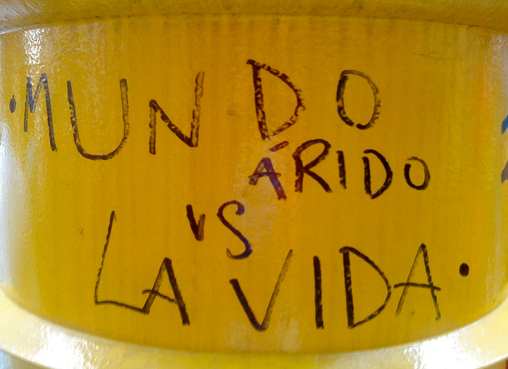 ·MUNDO
ÁRIDO
VS
LA VIDA·